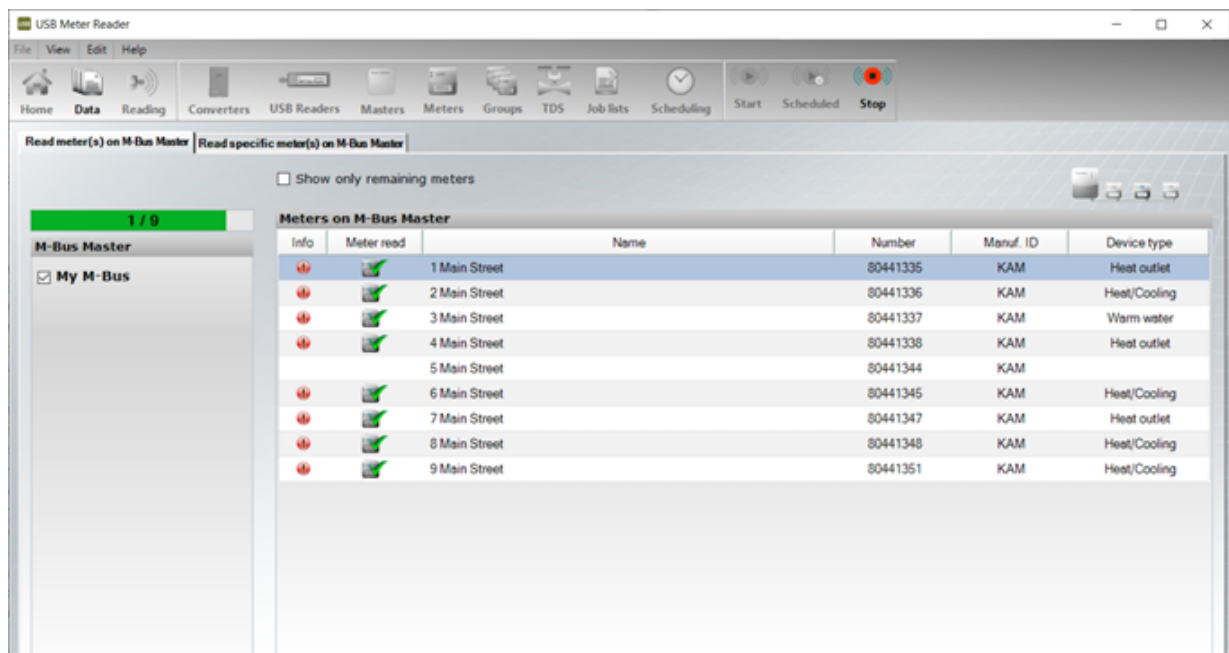 USB Meter Reader
File View Edit Help
Home Data Reading Converters USB Readers Masters Meters Groups TDS Job lists Scheduling Start Scheduled Stop
Read meter(s) on M-Bus Master Read specific meter(s) on M-Bus Master
Show only remaining meters
1 / 9
Meters on M-Bus Master
M-Bus Master
My M-Bus
Info Meter read Name Number Manuf. ID Device type
1 Main Street 80441335 KAM Heat outlet
2 Main Street 80441336 KAM Heat/Cooling
3 Main Street 80441337 KAM Warm water
4 Main Street 80441338 KAM Heat outlet
5 Main Street 80441344 KAM
6 Main Street 80441345 KAM Heat/Cooling
7 Main Street 80441347 KAM Heat outlet
8 Main Street 80441348 KAM Heat/Cooling
9 Main Street 80441351 KAM Heat/Cooling